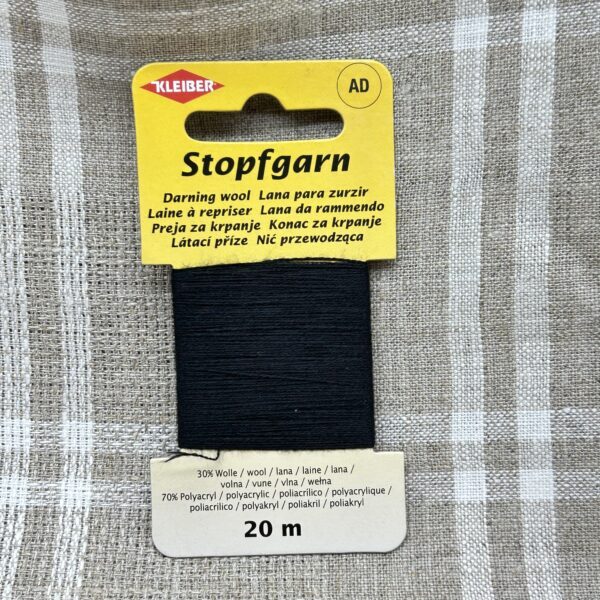 KLEIBER
AD
Stopfgarn
Darning wool Lana para zurzir
Laine à repriser Lana da rammendo
Preja za krpanje Konac za krpanje
Látací příze Nić przewodząca
30% Wolle / wool / lana / laine / lana /
volna / vune / vlna / wełna
70% Polyacryl / polyacrylic / poliacrilico / polyacrylique /
poliacrilico / polyakryl / poliakril / poliakryl
20 m